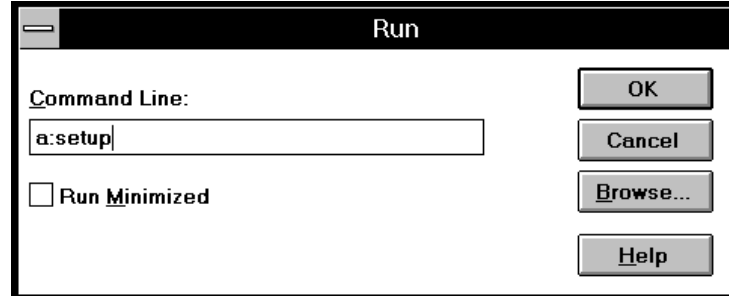 Run
Command Line:
a:setup
Run Minimized
OK
Cancel
Browse...
Help